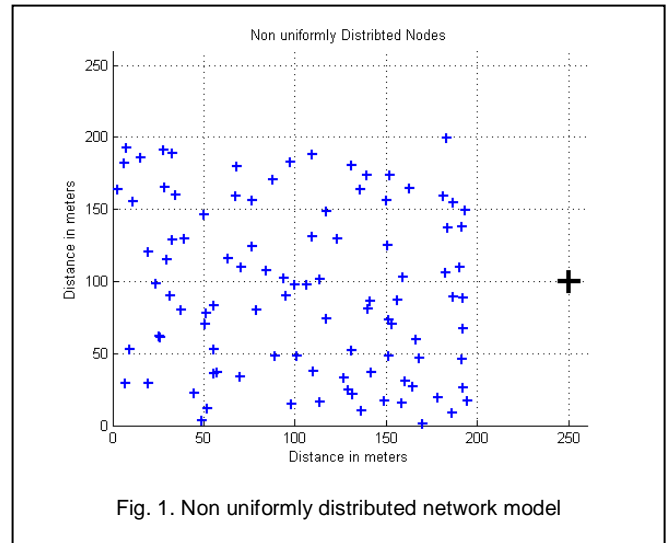 Non uniformly Distribted Nodes
250
200
150
100
50
0
Distance in meters
0 50 100 150 200 250
Distance in meters
Fig. 1. Non uniformly distributed network model